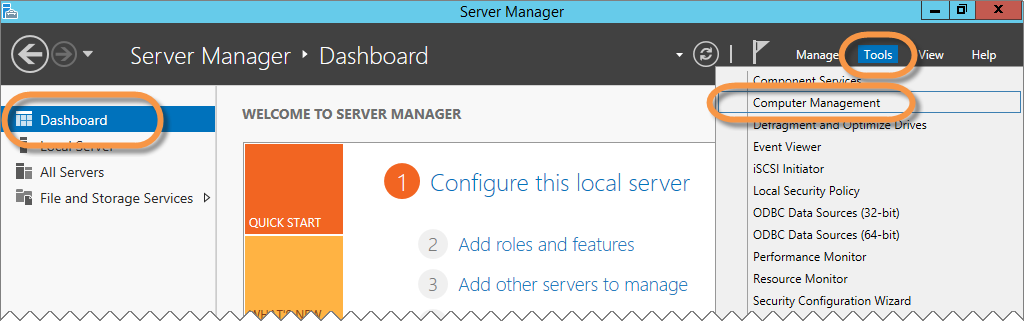 Server Manager
Server Manager • Dashboard
Manage
Tools
View
Help
Dashboard
Local Server
All Servers
File and Storage Services
WELCOME TO SERVER MANAGER
QUICK START
WHAT'S NEW
1 Configure this local server
2 Add roles and features
3 Add other servers to manage
Component Services
Computer Management
Defragment and Optimize Drives
Event Viewer
iSCSI Initiator
Local Security Policy
ODBC Data Sources (32-bit)
ODBC Data Sources (64-bit)
Performance Monitor
Resource Monitor
Security Configuration Wizard